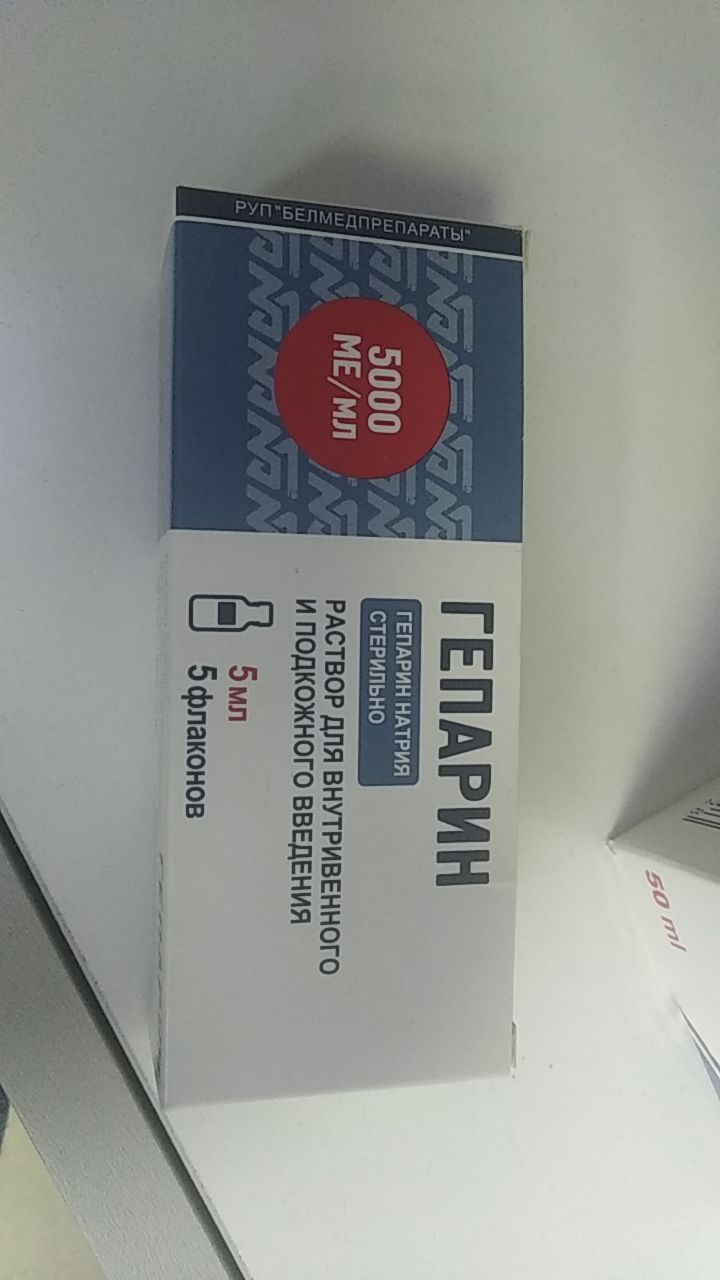 РУП"БЕЛМЕДПРЕПАРАТЫ"
5000
МЕ/МЛ
ГЕПАРИН
ГЕПАРИН НАТРИЯ
СТЕРИЛЬНО
РАСТВОР ДЛЯ ВНУТРИВЕННОГО
И ПОДКОЖНОГО ВВЕДЕНИЯ
5 мл
5 флаконов
50 ml